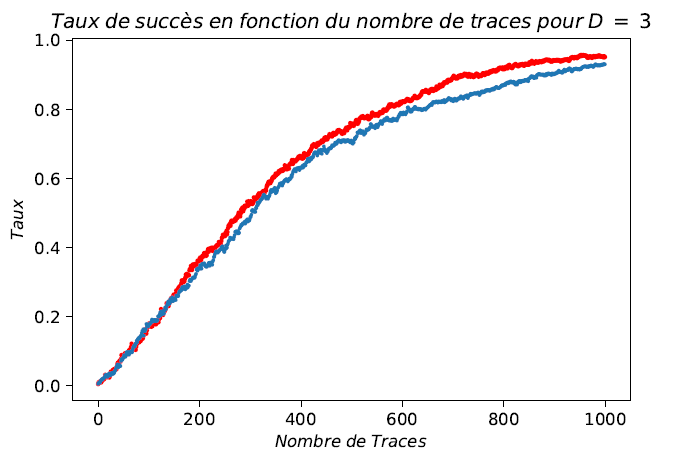 Taux de succès en fonction du nombre de traces pour D = 3
1.0
0.8
0.6
0.4
0.2
0.0
Taux
0 200 400 600 800 1000
Nombre de Traces